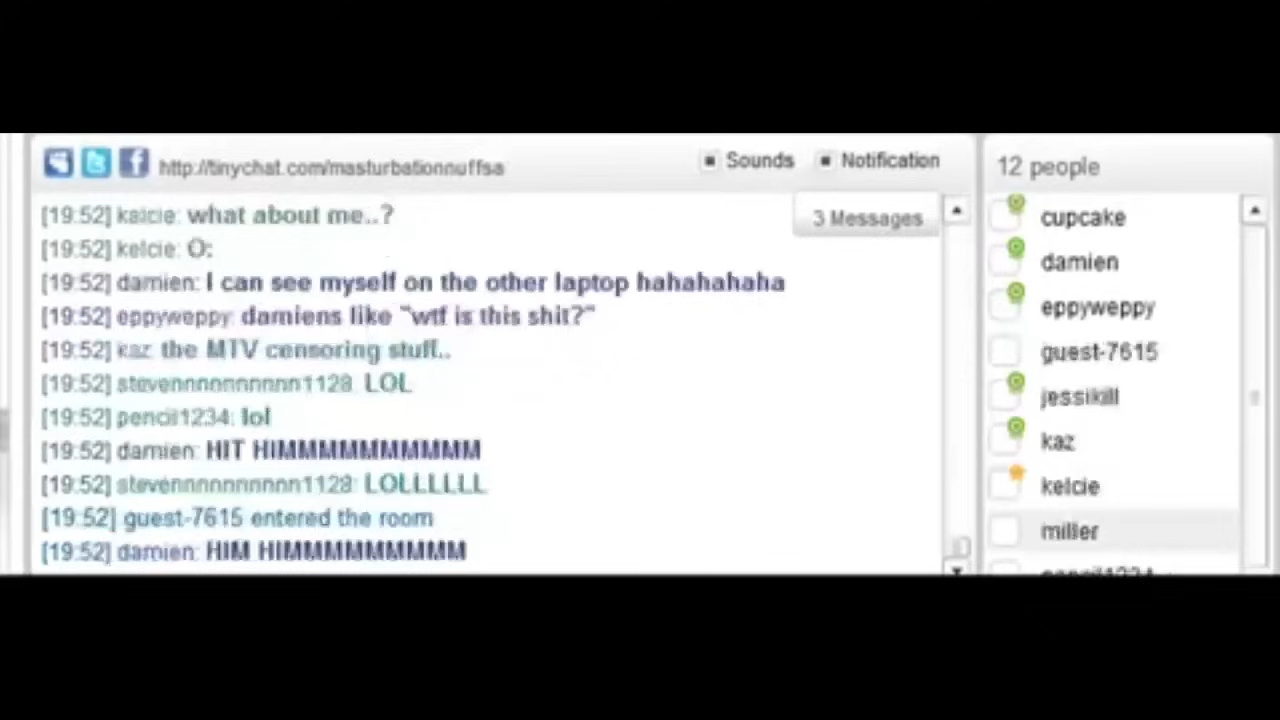 http://tinychat.com/masturbationnuffsa
Sounds
Notification
3 Messages
[19:52] kelcie: what about me..?
[19:52] kelcie: O:
[19:52] damien: I can see myself on the other laptop hahahahaha
[19:52] eppyweppy: damiens like "wtf is this shit?"
[19:52] kaz: the MTV censoring stuff..
[19:52] stevennnnnnnnnn1128: LOL
[19:52] pencil1234: lol
[19:52] damien: HIT HIMMMMMMMMMM
[19:52] stevennnnnnnnnn1128: LOLLLLLL
[19:52] guest-7615 entered the room
[19:52] damien: HIM HIMMMMMMMMM
12 people
cupcake
damien
eppyweppy
guest-7615
jessikill
kaz
kelcie
miller
pencil1234